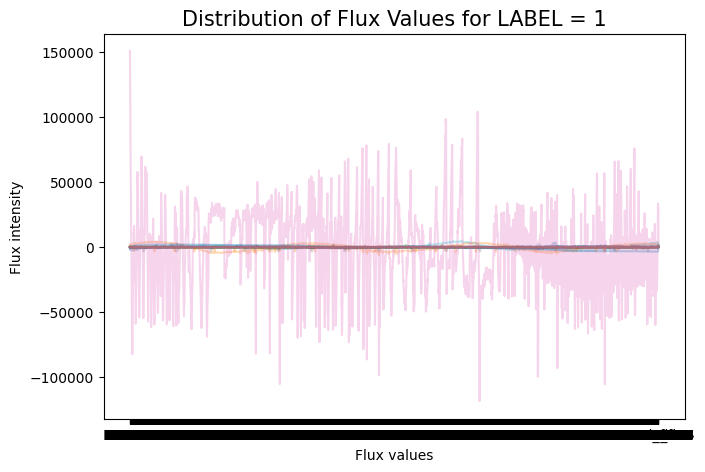 Distribution of Flux Values for LABEL = 1
150000
100000
50000
0
−50000
−100000
Flux intensity
Flux values